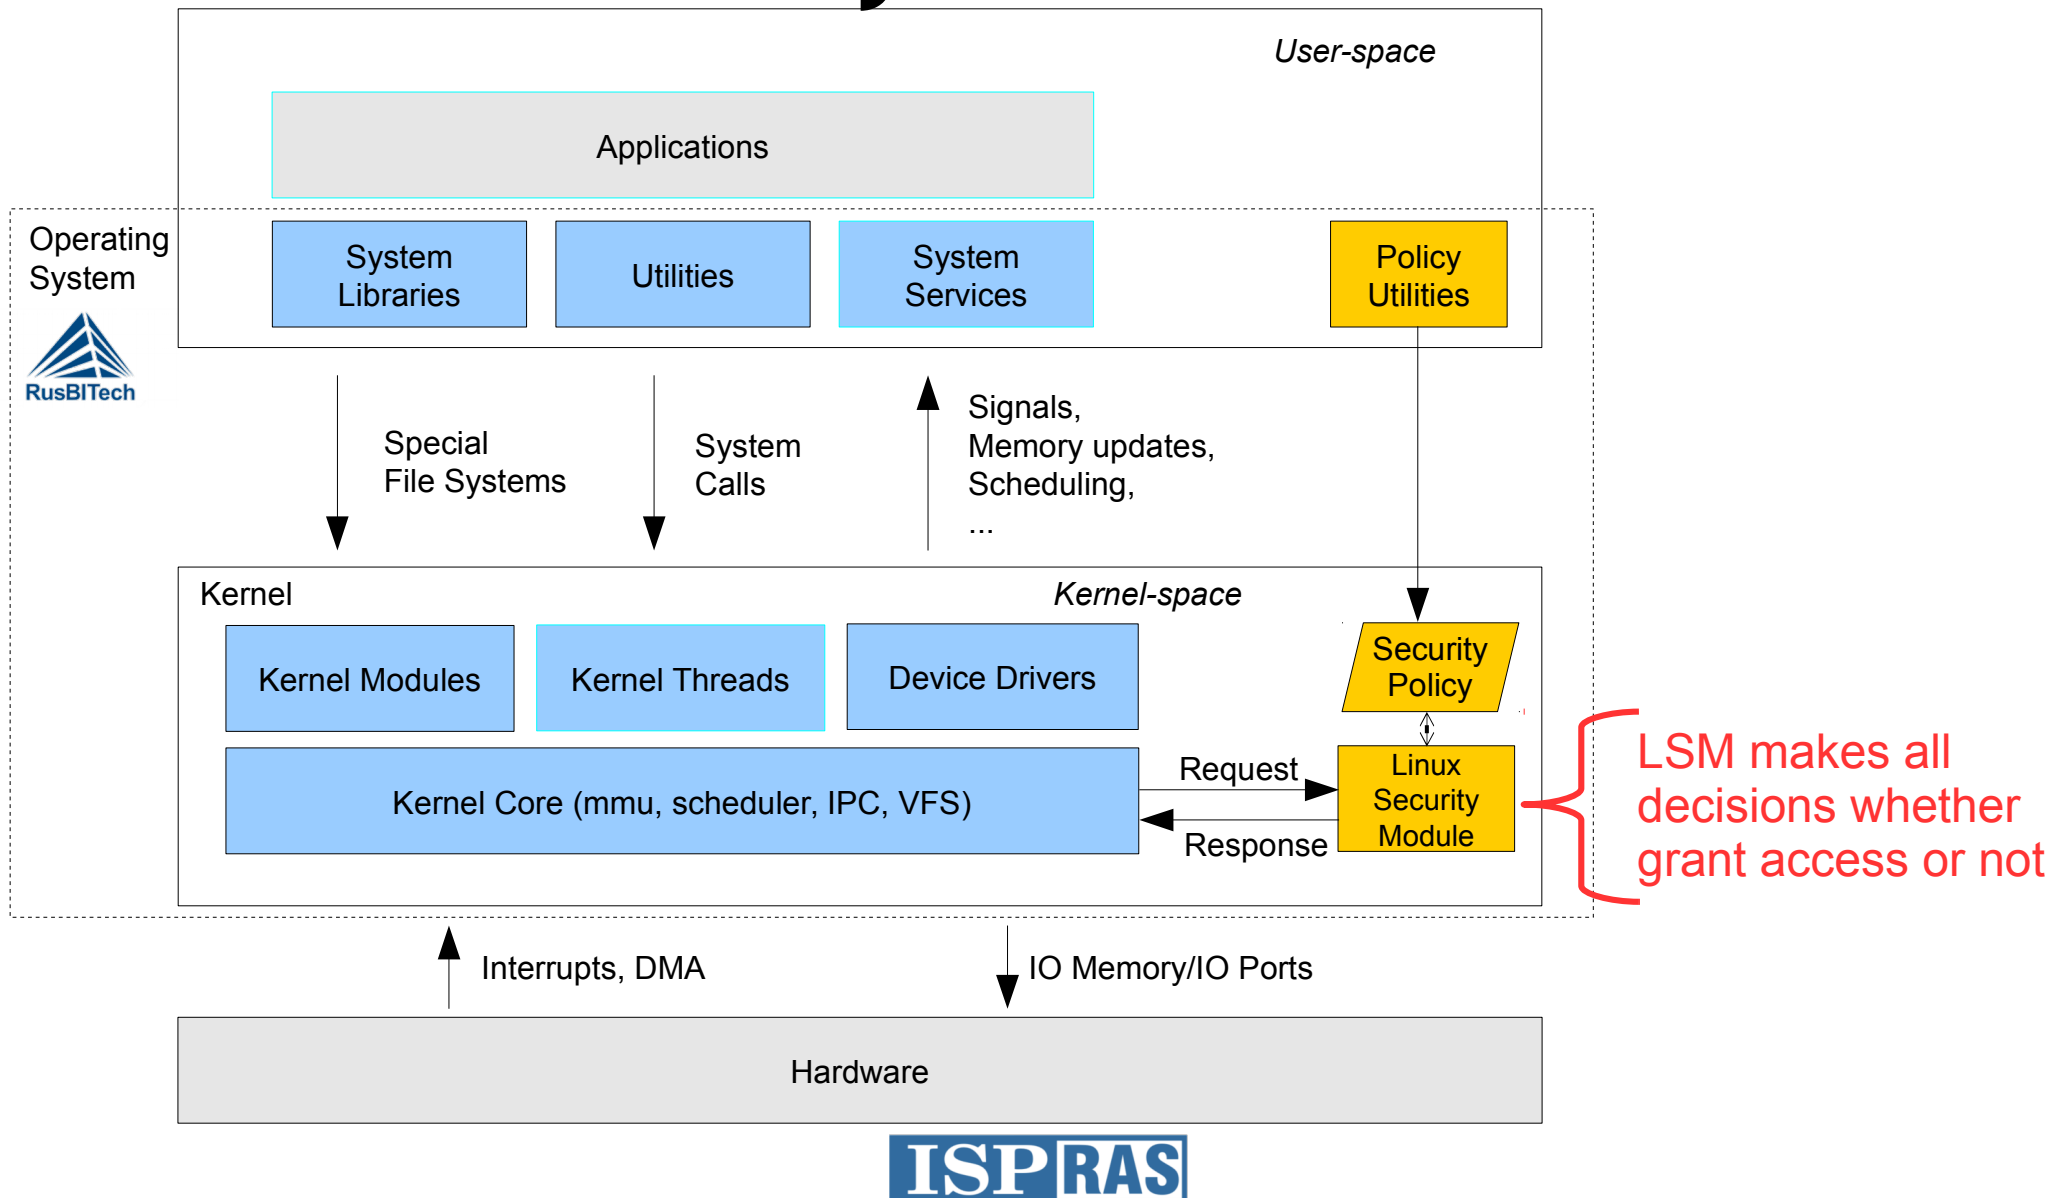 User-space
Applications
Operating
System
RusBITech
System
Libraries
Utilities
System
Services
Policy
Utilities
Special
File Systems
System
Calls
Signals,
Memory updates,
Scheduling,
...
Kernel
Kernel-space
Kernel Modules
Kernel Threads
Device Drivers
Security
Policy
Kernel Core (mmu, scheduler, IPC, VFS)
Request
Response
Linux
Security
Module
LSM makes all
decisions whether
grant access or not
Interrupts, DMA
IO Memory/IO Ports
Hardware
ISPRAS